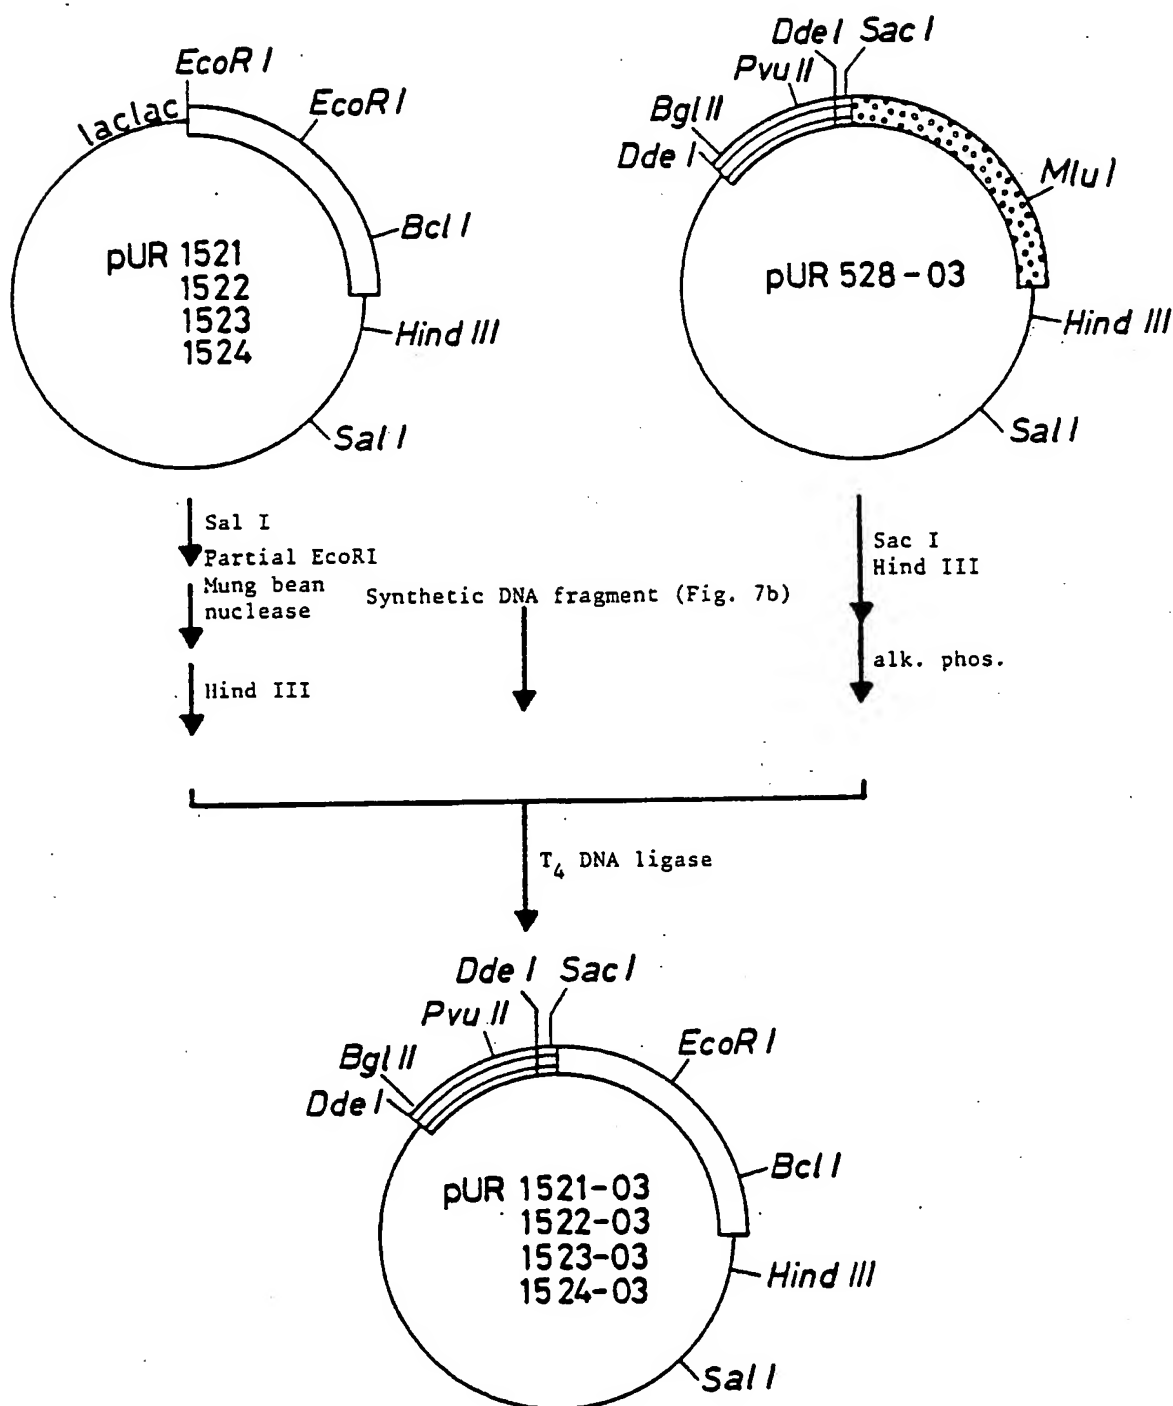 EcoR I
laclac
EcoR I
Bcl I
pUR 1521
1522
1523
1524
Hind III
Sal I
Dde I Sac I
Pvu II
Bgl II
Dde I
Mlu I
pUR 528-03
Hind III
Sal I
Sal I
Partial EcoRI
Mung bean
nuclease
Hind III
Synthetic DNA fragment (Fig. 7b)
Sac I
Hind III
alk. phos.
T4 DNA ligase
Dde I Sac I
Pvu II
EcoR I
Bgl II
Dde I
Bcl I
pUR 1521-03
1522-03
1523-03
1524-03
Hind III
Sal I